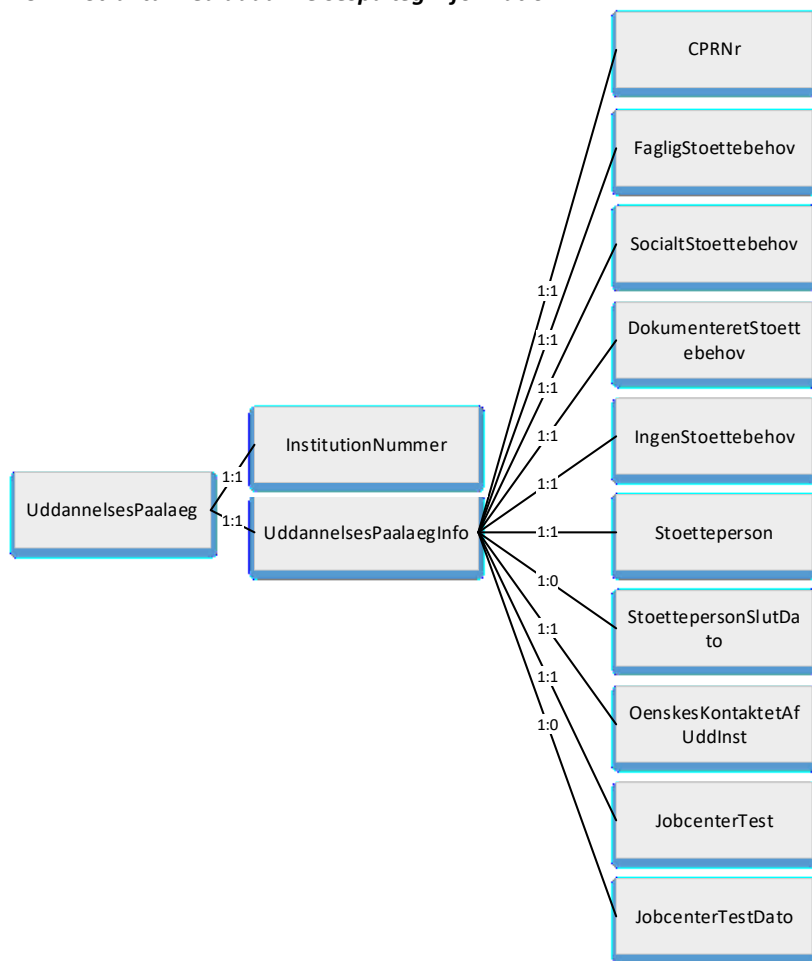 CPRNr
FagligStoettebehov
SocialtStoettebehov
1:1
1:1
DokumenteretStoett
ebehov
1:1
InstitutionNummer
1:1
IngenStoettebehov
1:1
1:1
UddannelsesPaalaeg
1:1
UddannelsesPaalaegInfo
1:1
Stoetteperson
1:0
StoettepersonSlutDa
to
1:1
1:1
OenskesKontaktetAf
UddInst
1:0
JobcenterTest
JobcenterTestDato